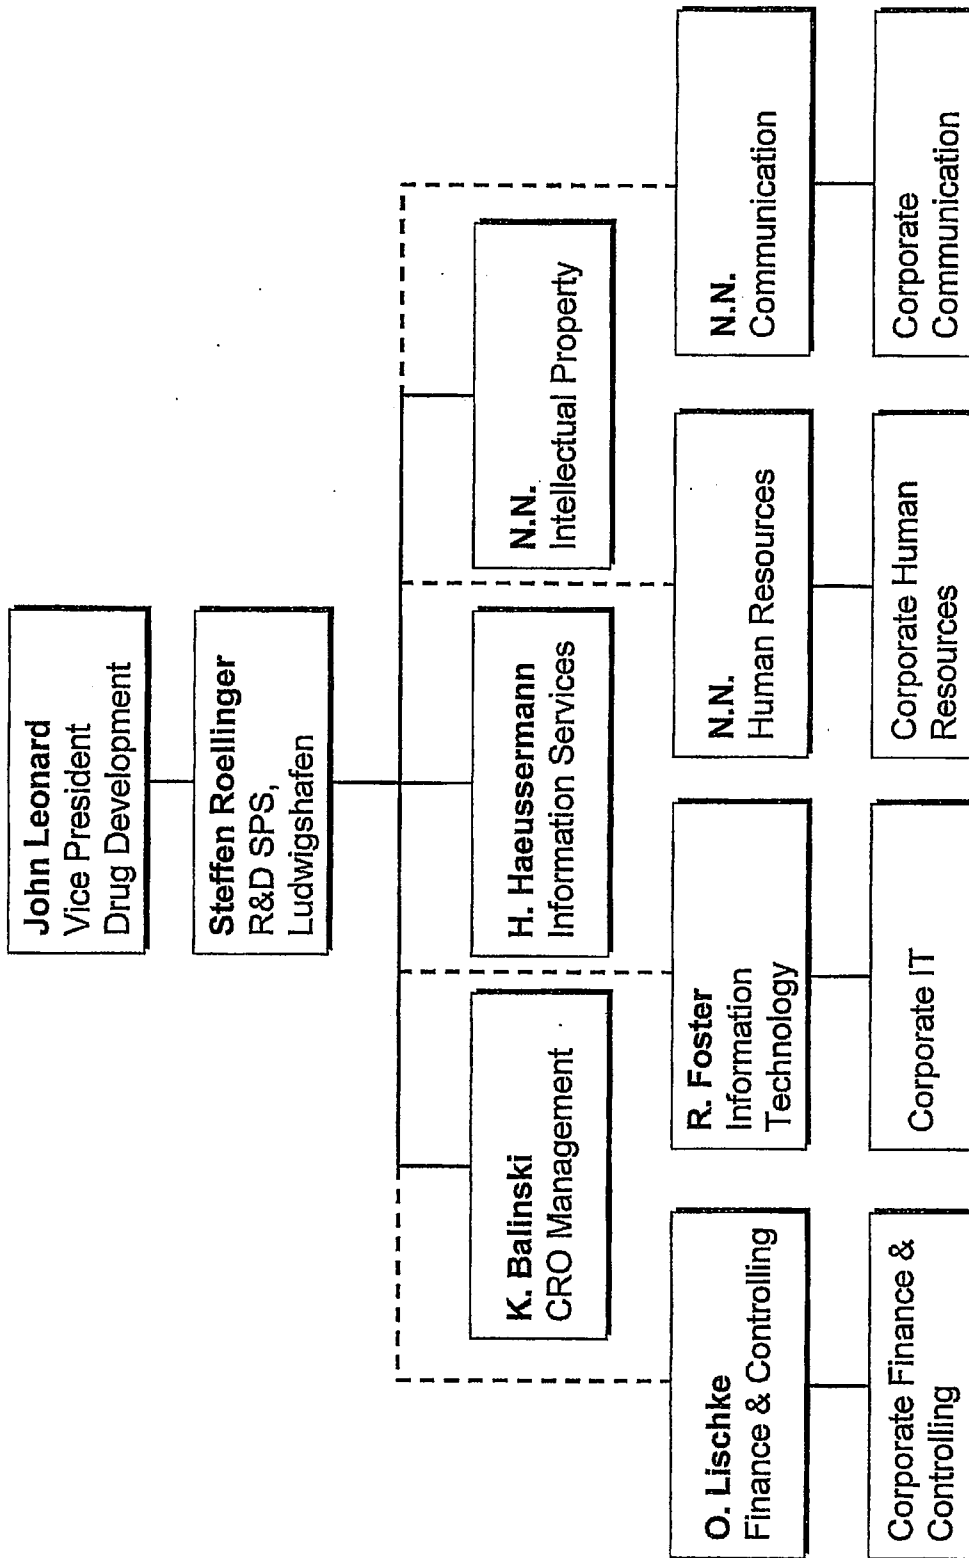 John Leonard
Vice President
Drug Development
Steffen Roellinger
R&D SPS,
Ludwigshafen
K. Balinski
CRO Management
H. Haeussermann
Information Services
N.N.
Intellectual Property
O. Lischke
Finance & Controlling
R. Foster
Information
Technology
N.N.
Human Resources
N.N.
Communication
Corporate Finance &
Controlling
Corporate IT
Corporate Human
Resources
Corporate
Communication